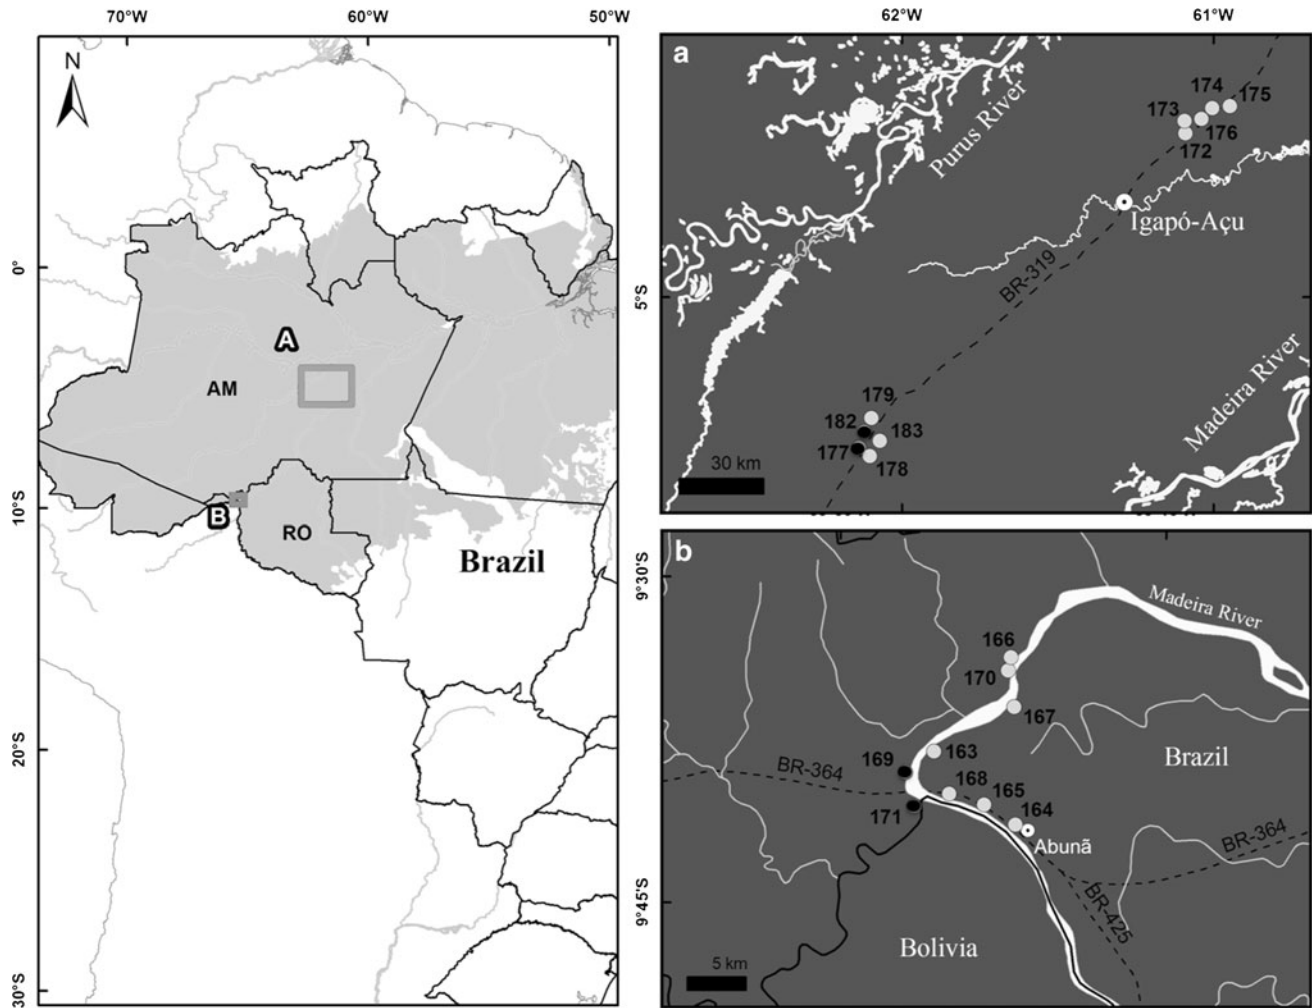 70°W 60°W 50°W
N
0°
10°S
20°S
30°S
A
AM
B
RO
Brazil
62°W 61°W
a
Purus River
174 175
173
176
172
Igapó-Açu
BR-319
5°S
Madeira River
179
182
183
177
178
30 km
b
9°30'S
Madeira River
166
170
167
Brazil
163
169
BR-364
168
165
164
171
Abunã
BR-364
BR-425
9°45'S
Bolivia
5 km